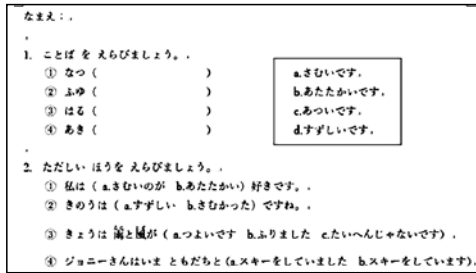 なまえ：.
1. ことば を えらびましょう。.
① なつ ( )
② ふゆ ( )
③ はる ( )
④ あき ( )
a.さむいです.
b.あたたかいです.
c.あついです.
d.すずしいです.
2. ただしい ほうを えらびましょう。.
① 私は ( a.さむいのが b.あたたかい) 好きです。.
② きのうは ( a.すずしい b.さむかった) ですね。.
③ きょうは 雨と風が (a.つよいです b.ふりました c.たいへんじゃないです) .
④ ジョニーさんはいま ともだちと(a.スキーをしていました b.スキーをしています).